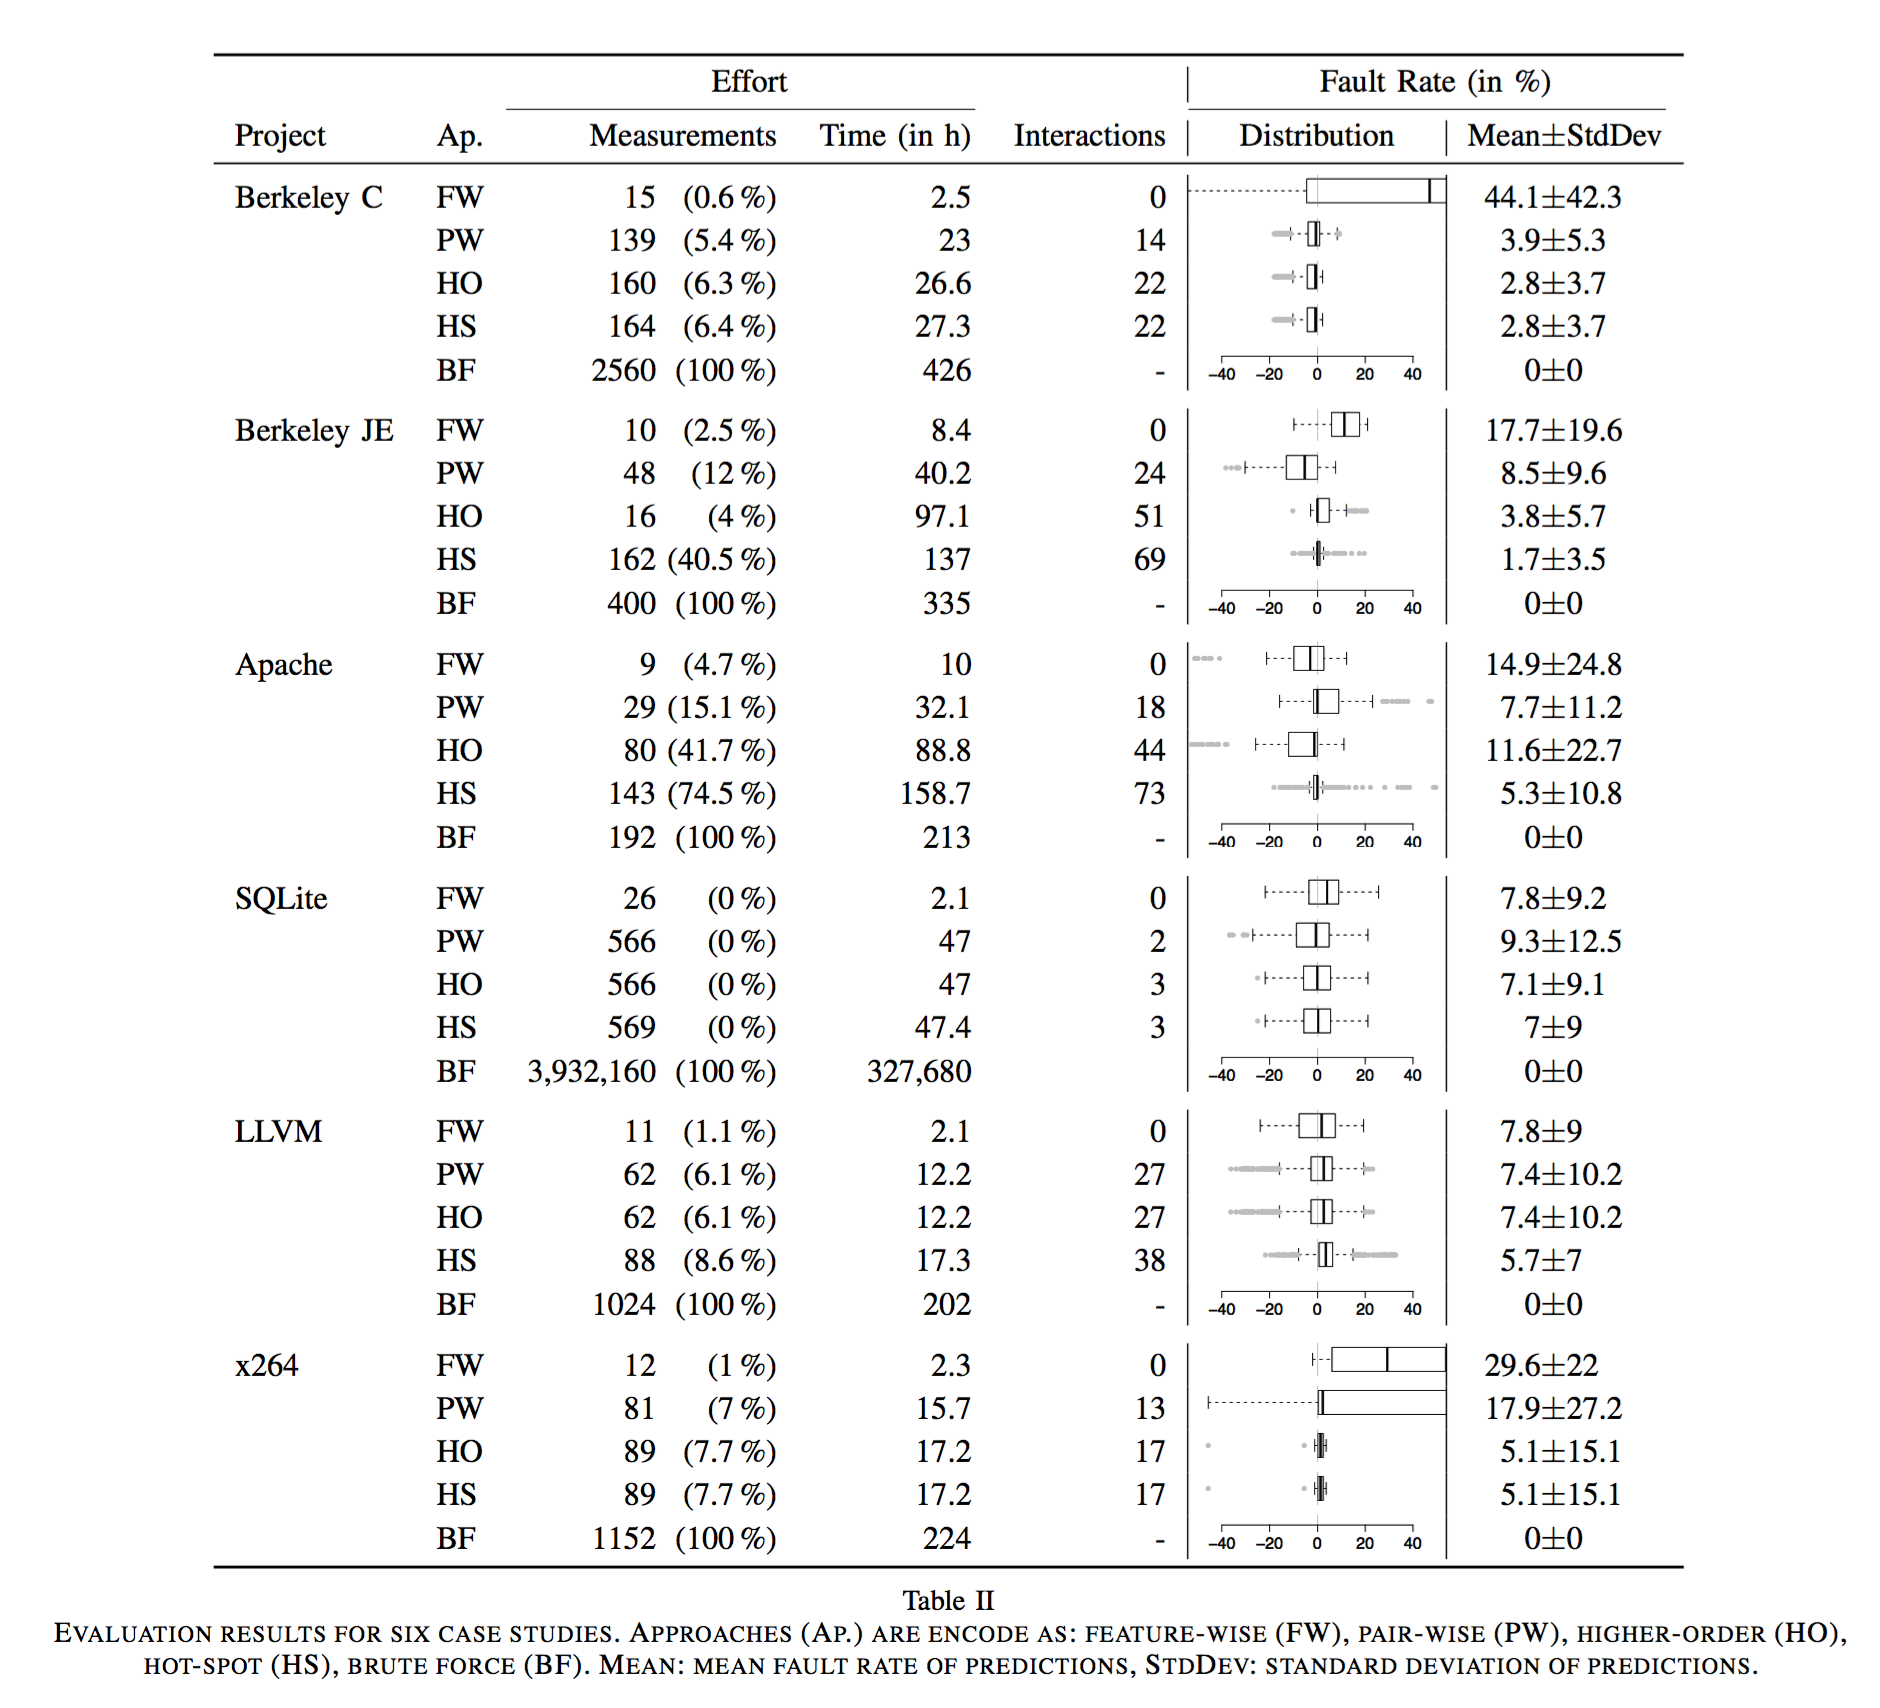 Effort Fault Rate (in %)
Project Ap. Measurements Time (in h) Interactions Distribution Mean±StdDev
Berkeley C FW 15 (0.6 %) 2.5 0 44.1±42.3
PW 139 (5.4 %) 23 14 3.9±5.3
HO 160 (6.3 %) 26.6 22 2.8±3.7
HS 164 (6.4 %) 27.3 22 2.8±3.7
BF 2560 (100 %) 426 - −40 −20 0 20 40 0±0
Berkeley JE FW 10 (2.5 %) 8.4 0 17.7±19.6
PW 48 (12 %) 40.2 24 8.5±9.6
HO 16 (4 %) 97.1 51 3.8±5.7
HS 162 (40.5 %) 137 69 1.7±3.5
BF 400 (100 %) 335 - −40 −20 0 20 40 0±0
Apache FW 9 (4.7 %) 10 0 14.9±24.8
PW 29 (15.1 %) 32.1 18 7.7±11.2
HO 80 (41.7 %) 88.8 44 11.6±22.7
HS 143 (74.5 %) 158.7 73 5.3±10.8
BF 192 (100 %) 213 - −40 −20 0 20 40 0±0
SQLite FW 26 (0 %) 2.1 0 7.8±9.2
PW 566 (0 %) 47 2 9.3±12.5
HO 566 (0 %) 47 3 7.1±9.1
HS 569 (0 %) 47.4 3 7±9
BF 3,932,160 (100 %) 327,680 −40 −20 0 20 40 0±0
LLVM FW 11 (1.1 %) 2.1 0 7.8±9
PW 62 (6.1 %) 12.2 27 7.4±10.2
HO 62 (6.1 %) 12.2 27 7.4±10.2
HS 88 (8.6 %) 17.3 38 5.7±7
BF 1024 (100 %) 202 - −40 −20 0 20 40 0±0
x264 FW 12 (1 %) 2.3 0 29.6±22
PW 81 (7 %) 15.7 13 17.9±27.2
HO 89 (7.7 %) 17.2 17 5.1±15.1
HS 89 (7.7 %) 17.2 17 5.1±15.1
BF 1152 (100 %) 224 - −40 −20 0 20 40 0±0
Table II
EVALUATION RESULTS FOR SIX CASE STUDIES. APPROACHES (AP.) ARE ENCODE AS: FEATURE-WISE (FW), PAIR-WISE (PW), HIGHER-ORDER (HO),
HOT-SPOT (HS), BRUTE FORCE (BF). MEAN: MEAN FAULT RATE OF PREDICTIONS, STDDEV: STANDARD DEVIATION OF PREDICTIONS.